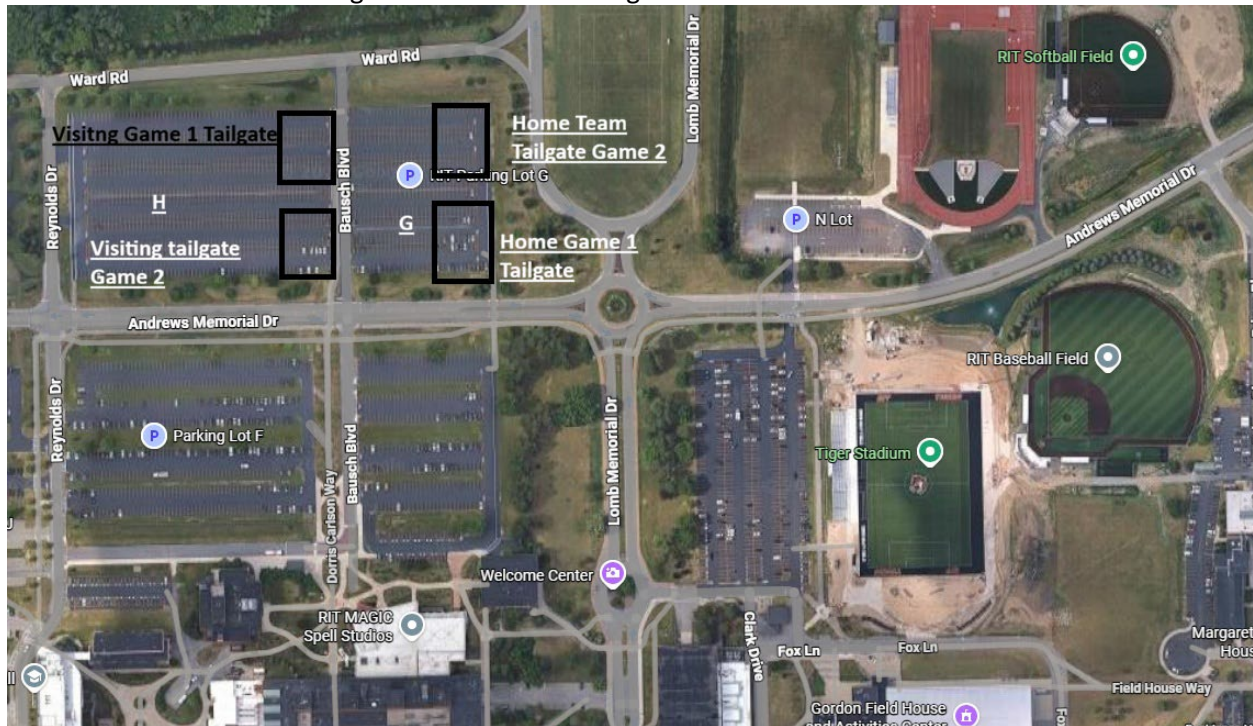 Ward Rd
Ward Rd
Lomb Memorial Dr
RIT Softball Field
Visitng Game 1 Tailgate
Home Team
Tailgate Game 2
Bausch Blvd
P
RIT Parking Lot G
Reynolds Dr
H
G
P
N Lot
Andrews Memorial Dr
Visiting tailgate
Game 2
Home Game 1
Tailgate
Andrews Memorial Dr
RIT Baseball Field
Reynolds Dr
P
Parking Lot F
Bausch Blvd
Lomb Memorial Dr
Tiger Stadium
Dorris Carlson Way
Welcome Center
RIT MAGIC
Spell Studios
Clark Drive
Fox Ln
Fox Ln
Margaret
Hous
Field House Way
Gordon Field House
and Activities Center